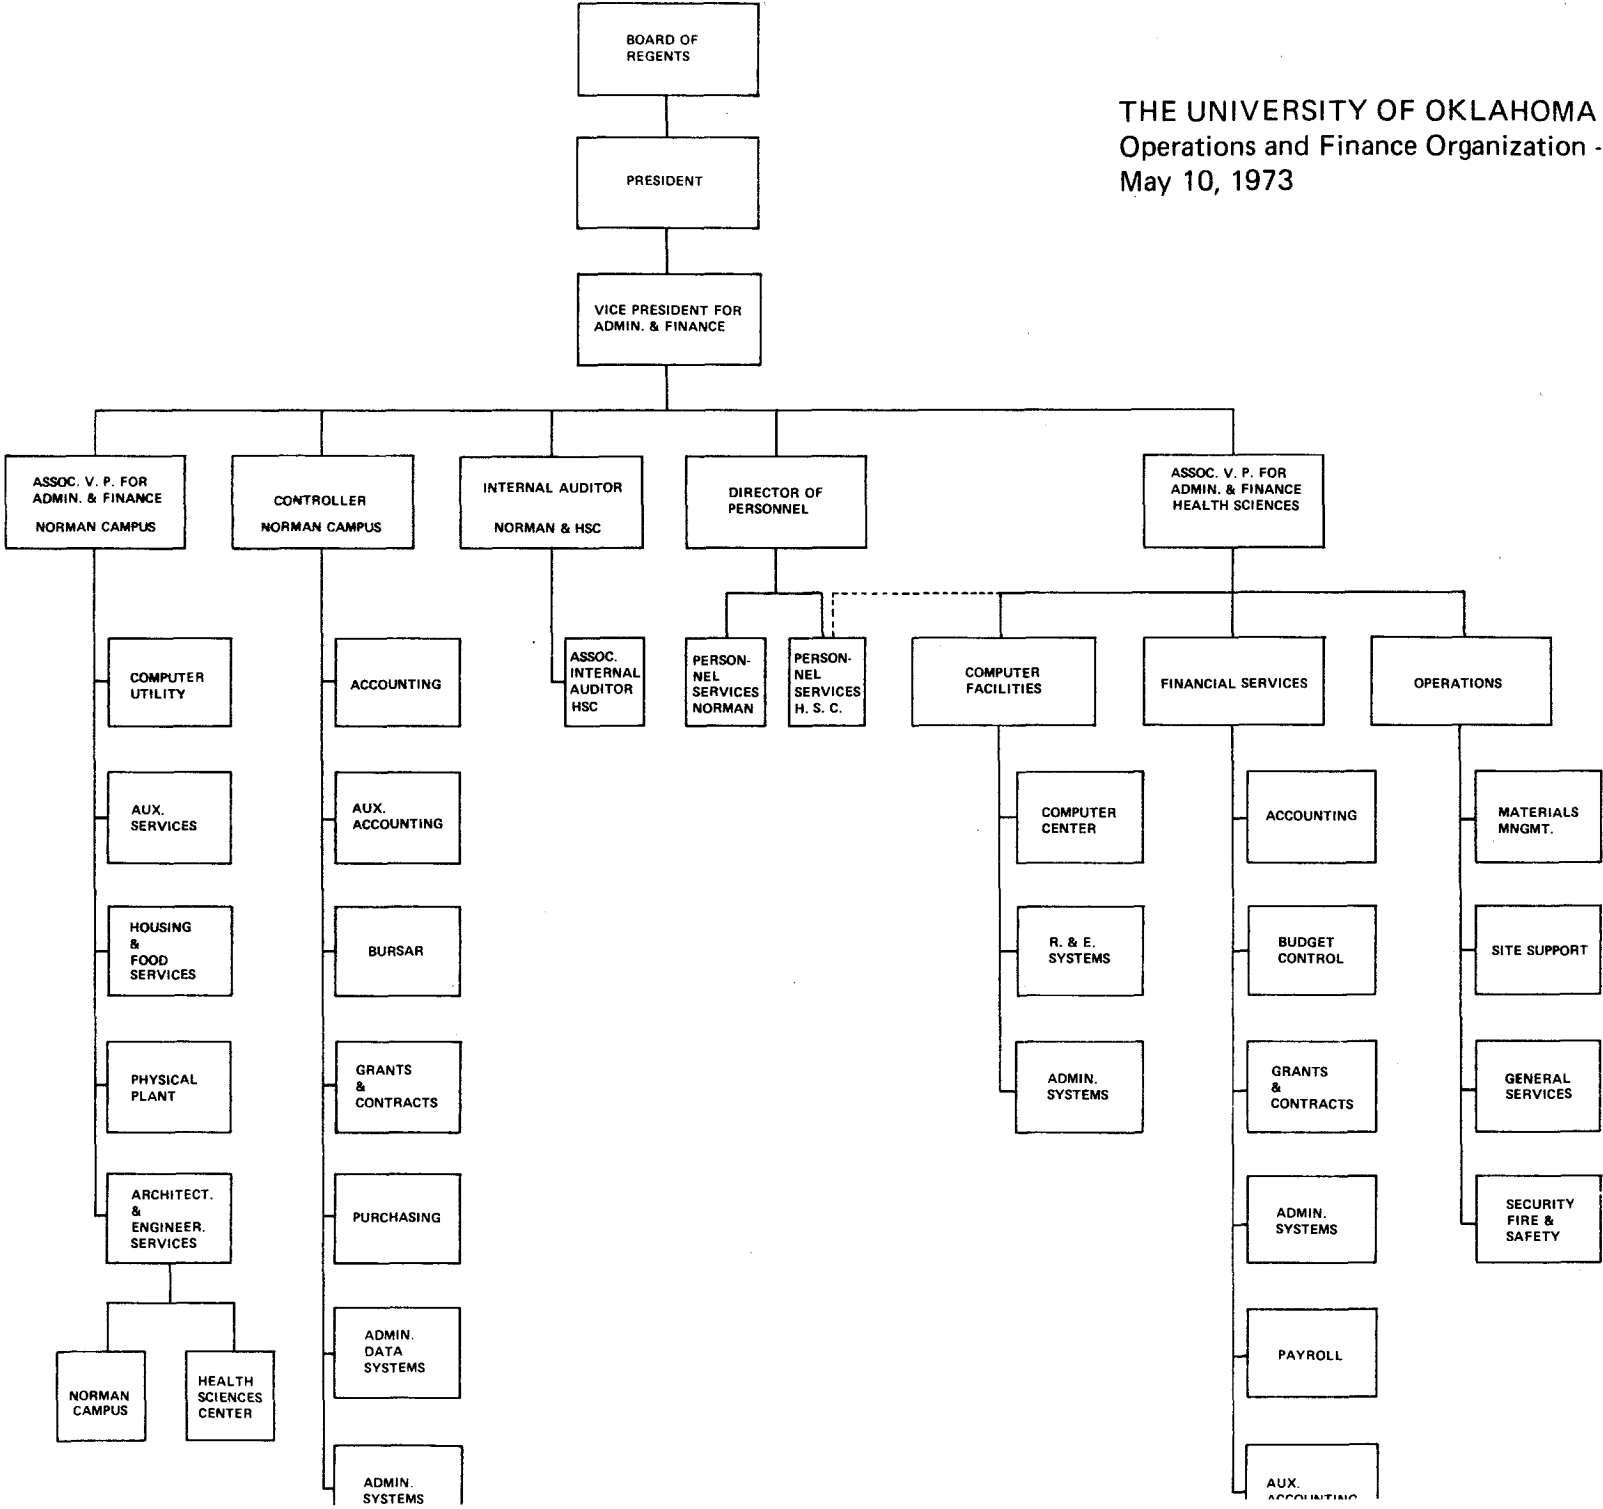 BOARD OF
REGENTS
THE UNIVERSITY OF OKLAHOMA
Operations and Finance Organization -
May 10, 1973
PRESIDENT
VICE PRESIDENT FOR
ADMIN. & FINANCE
ASSOC. V. P. FOR
ADMIN. & FINANCE
NORMAN CAMPUS
CONTROLLER
NORMAN CAMPUS
INTERNAL AUDITOR
NORMAN & HSC
DIRECTOR OF
PERSONNEL
ASSOC. V. P. FOR
ADMIN. & FINANCE
HEALTH SCIENCES
COMPUTER
UTILITY
ACCOUNTING
ASSOC.
INTERNAL
AUDITOR
HSC
PERSON-
NEL
SERVICES
NORMAN
PERSON-
NEL
SERVICES
H. S. C.
COMPUTER
FACILITIES
FINANCIAL SERVICES
OPERATIONS
AUX.
SERVICES
AUX.
ACCOUNTING
COMPUTER
CENTER
ACCOUNTING
MATERIALS
MNGMT.
HOUSING
&
FOOD
SERVICES
BURSAR
R. & E.
SYSTEMS
BUDGET
CONTROL
SITE SUPPORT
PHYSICAL
PLANT
GRANTS
&
CONTRACTS
ADMIN.
SYSTEMS
GRANTS
&
CONTRACTS
GENERAL
SERVICES
ARCHITECT.
&
ENGINEER.
SERVICES
PURCHASING
ADMIN.
SYSTEMS
SECURITY
FIRE &
SAFETY
ADMIN.
DATA
SYSTEMS
PAYROLL
NORMAN
CAMPUS
HEALTH
SCIENCES
CENTER
ADMIN.
SYSTEMS
AUX.
ACCOUNTING